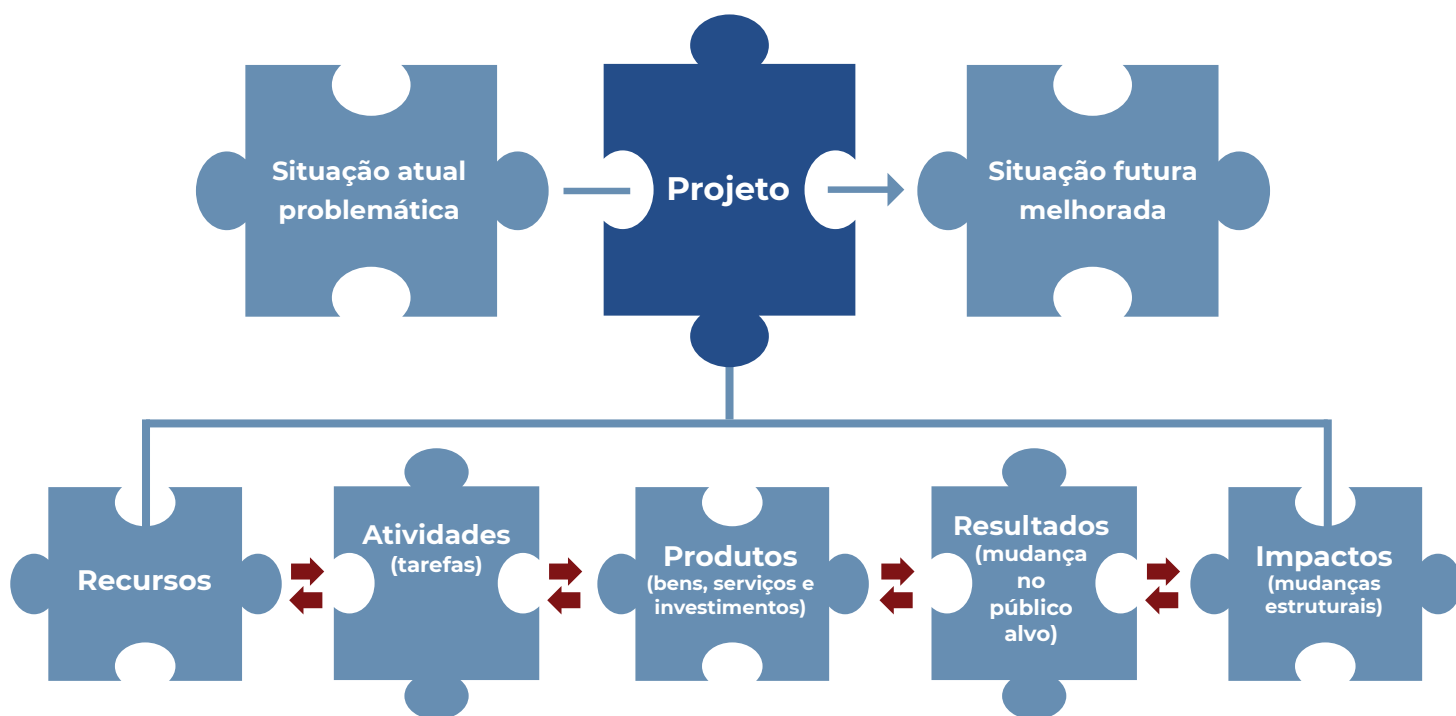 Situação atual
problemática
Projeto
Situação futura
melhorada
Recursos
Atividades
(tarefas)
Produtos
(bens, serviços e
investimentos)
Resultados
(mudança
no
público
alvo)
Impactos
(mudanças
estruturais)